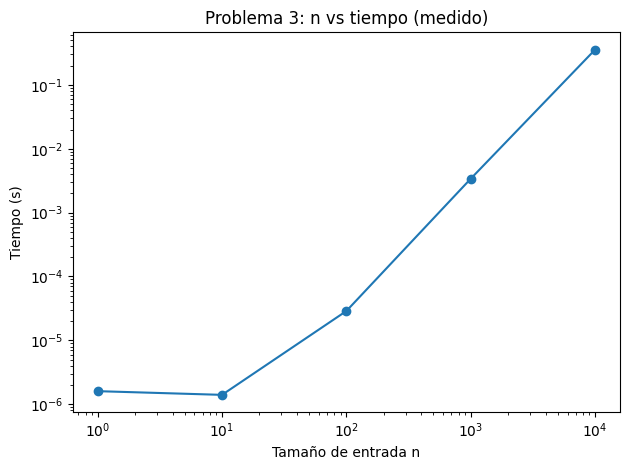 Problema 3: n vs tiempo (medido)
Tiempo (s)
10⁻¹
10⁻²
10⁻³
10⁻⁴
10⁻⁵
10⁻⁶
10⁰ 10¹ 10² 10³ 10⁴
Tamaño de entrada n